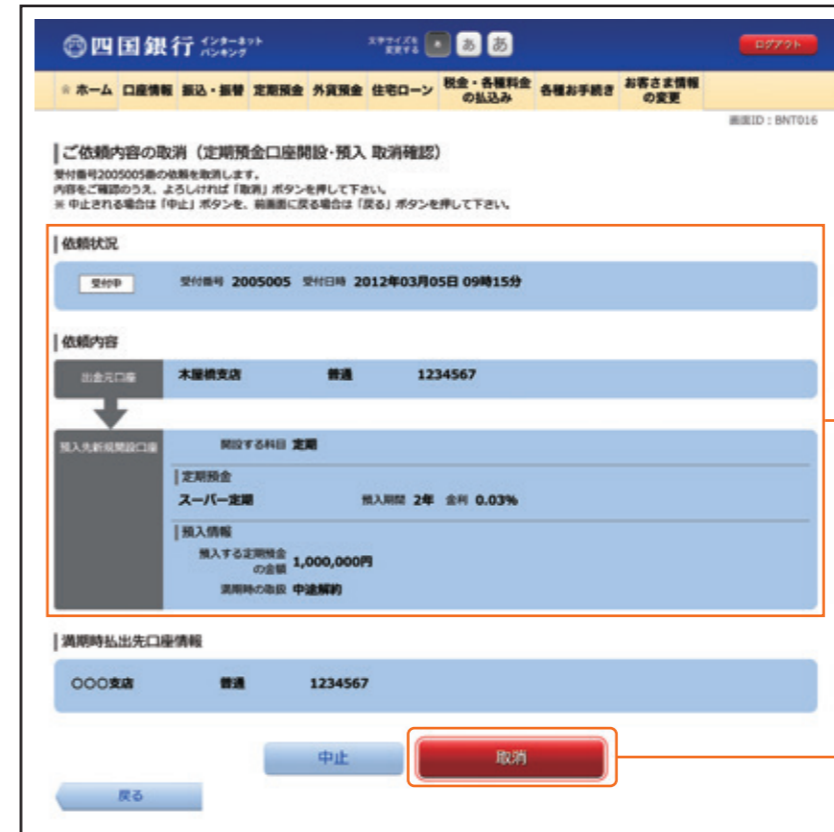 四国銀行 インターネットバンキング
文字サイズを変更する あ あ
ログアウト
ホーム 口座情報 振込・振替 定期預金 外貨預金 住宅ローン 税金・各種料金の払込み 各種お手続き お客さま情報の変更
画面ID：BNT016
ご依頼内容の取消（定期預金口座開設・預入 取消確認）
受付番号2005005番の依頼を取消します。
内容をご確認のうえ、よろしければ「取消」ボタンを押して下さい。
※ 中止される場合は「中止」ボタンを、前画面に戻る場合は「戻る」ボタンを押して下さい。
依頼状況
受付中 受付番号 2005005 受付日時 2012年03月05日 09時15分
依頼内容
出金元口座 木屋橋支店 普通 1234567
預入先新規開設口座 開設する科目 定期
定期預金
スーパー定期 預入期間 2年 金利 0.03%
預入情報
預入する定期預金の金額 1,000,000円
満期時の取扱 中途解約
満期時払出先口座情報
○○○支店 普通 1234567
中止 取消
戻る